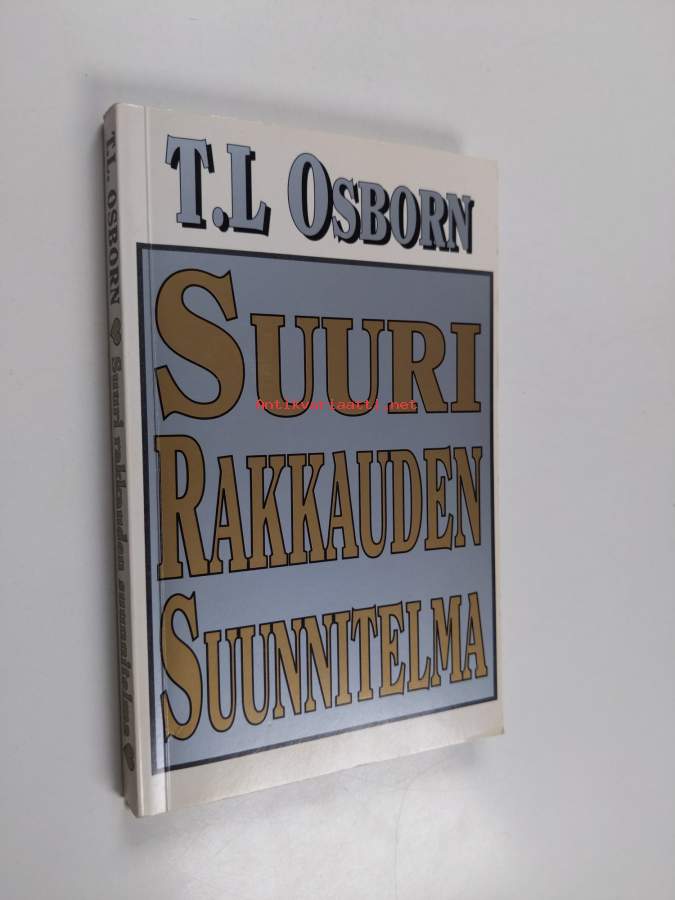 T.L OSBORN
SUURI
Antikvariaatti.net
RAKKAUDEN
SUUNNITELMA
T.L. OSBORN Suuri rakkauden suunnitelma